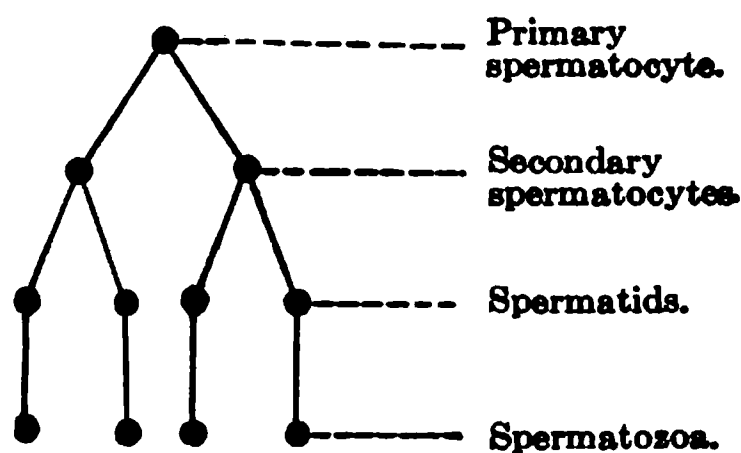 Primary
spermatocyte.
Secondary
spermatocytes.
Spermatids.
Spermatozoa.